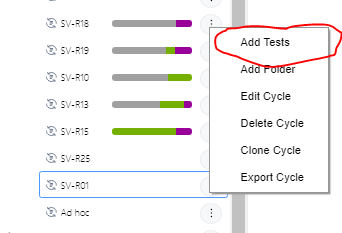 SV-R18
SV-R19
SV-R10
SV-R13
SV-R15
SV-R25
SV-R01
Ad hoc
Add Tests
Add Folder
Edit Cycle
Delete Cycle
Clone Cycle
Export Cycle